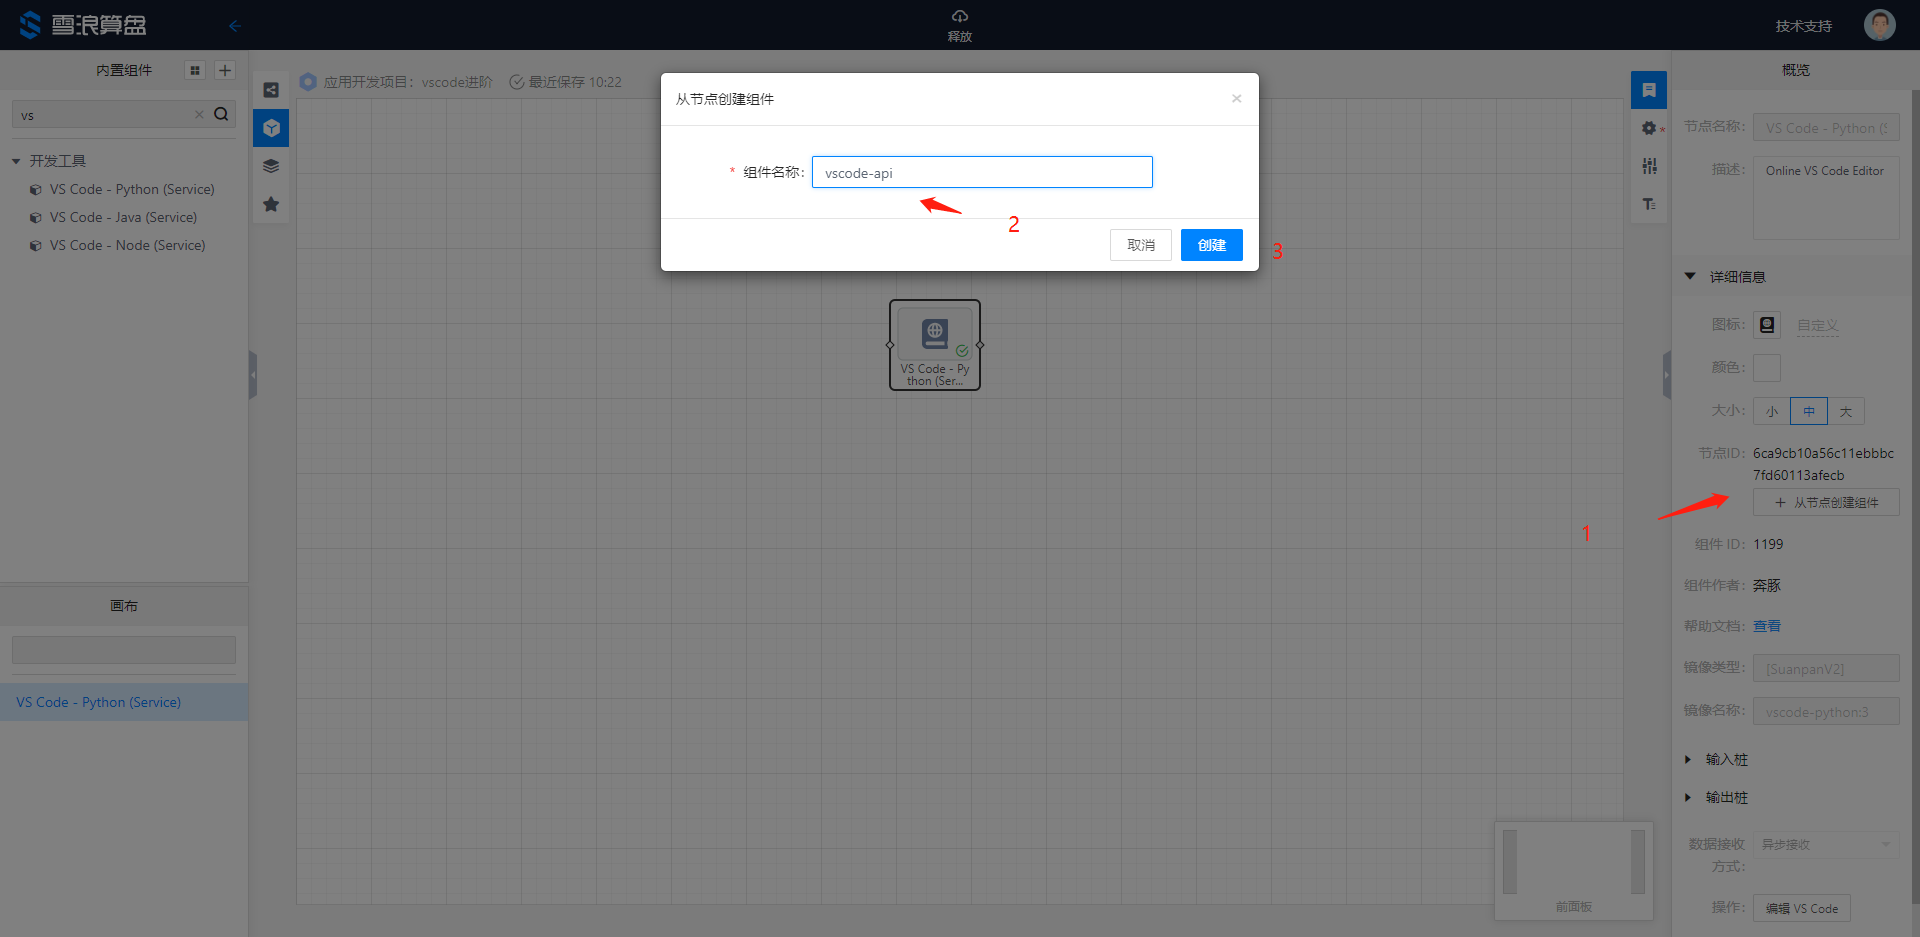 雪浪算盘
释放
技术支持
内置组件
vs
开发工具
VS Code - Python (Service)
VS Code - Java (Service)
VS Code - Node (Service)
画布
VS Code - Python (Service)
应用开发项目：vscode进阶
最近保存 10:22
从节点创建组件
* 组件名称：
vscode-api
2
取消
创建
3
VS Code - Py
thon (Ser...
1
前面板
概览
*
节点名称：
VS Code - Python (S
描述：
Online VS Code Editor
详细信息
图标：
自定义
颜色：
大小：
小 中 大
节点ID：
6ca9cb10a56c11ebbbc
7fd60113afecb
+ 从节点创建组件
组件 ID：
1199
组件作者：
奔豚
帮助文档：
查看
镜像类型：
[SuanpanV2]
镜像名称：
vscode-python:3
输入桩
输出桩
数据接收
方式：
异步接收
操作：
编辑 VS Code